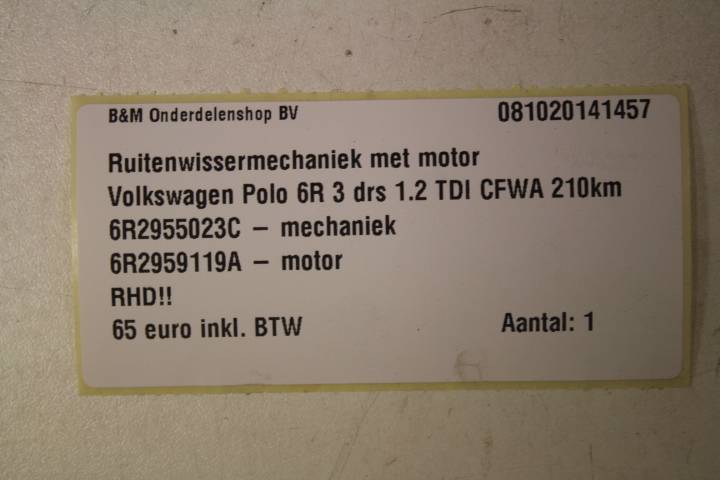 B&M Onderdelenshop BV 081020141457
Ruitenwissermechaniek met motor
Volkswagen Polo 6R 3 drs 1.2 TDI CFWA 210km
6R2955023C – mechaniek
6R2959119A – motor
RHD!!
65 euro inkl. BTW Aantal: 1